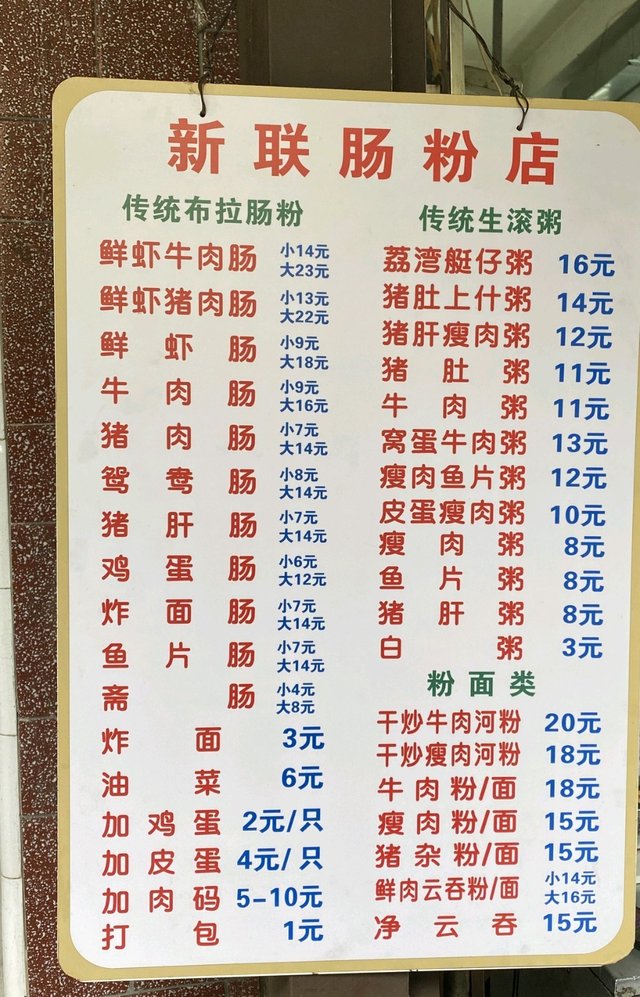 新联肠粉店
传统布拉肠粉
鲜虾牛肉肠 小14元 大23元
鲜虾猪肉肠 小13元 大22元
鲜虾肠 小9元 大18元
牛肉肠 小9元 大16元
猪肉肠 小7元 大14元
鸳鸯肠 小8元 大14元
猪肝肠 小7元 大14元
鸡蛋肠 小6元 大12元
炸面肠 小7元 大14元
鱼片肠 小7元 大14元
斋肠 小4元 大8元
炸面 3元
油菜 6元
加鸡蛋 2元/只
加皮蛋 4元/只
加肉码 5-10元
打包 1元
传统生滚粥
荔湾艇仔粥 16元
猪肚上什粥 14元
猪肝瘦肉粥 12元
猪肚粥 11元
牛肉粥 11元
窝蛋牛肉粥 13元
瘦肉鱼片粥 12元
皮蛋瘦肉粥 10元
瘦肉粥 8元
鱼片粥 8元
猪肝粥 8元
白粥 3元
粉面类
干炒牛肉河粉 20元
干炒瘦肉河粉 18元
牛肉粉/面 18元
瘦肉粉/面 15元
猪杂粉/面 15元
鲜肉云吞粉/面 小14元 大16元
净云吞 15元